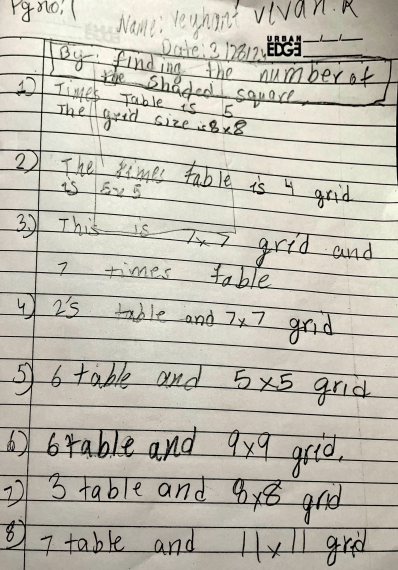 Pg no: 1
Name: Veyhant Vivan.R
URBAN EDGE
Date: 3/28/2
By: finding the number of
the shaded square.
1) Times Table is 5
The grid size is 8x8
2) The times table is 4 grid
is 5x5
3) This is 7x7 grid and
7 times table
4) 2's table and 7x7 grid
5) 6 table and 5x5 grid
6) 6 table and 9x9 grid.
7) 3 table and 8x8 grid
8) 7 table and 11x11 grid